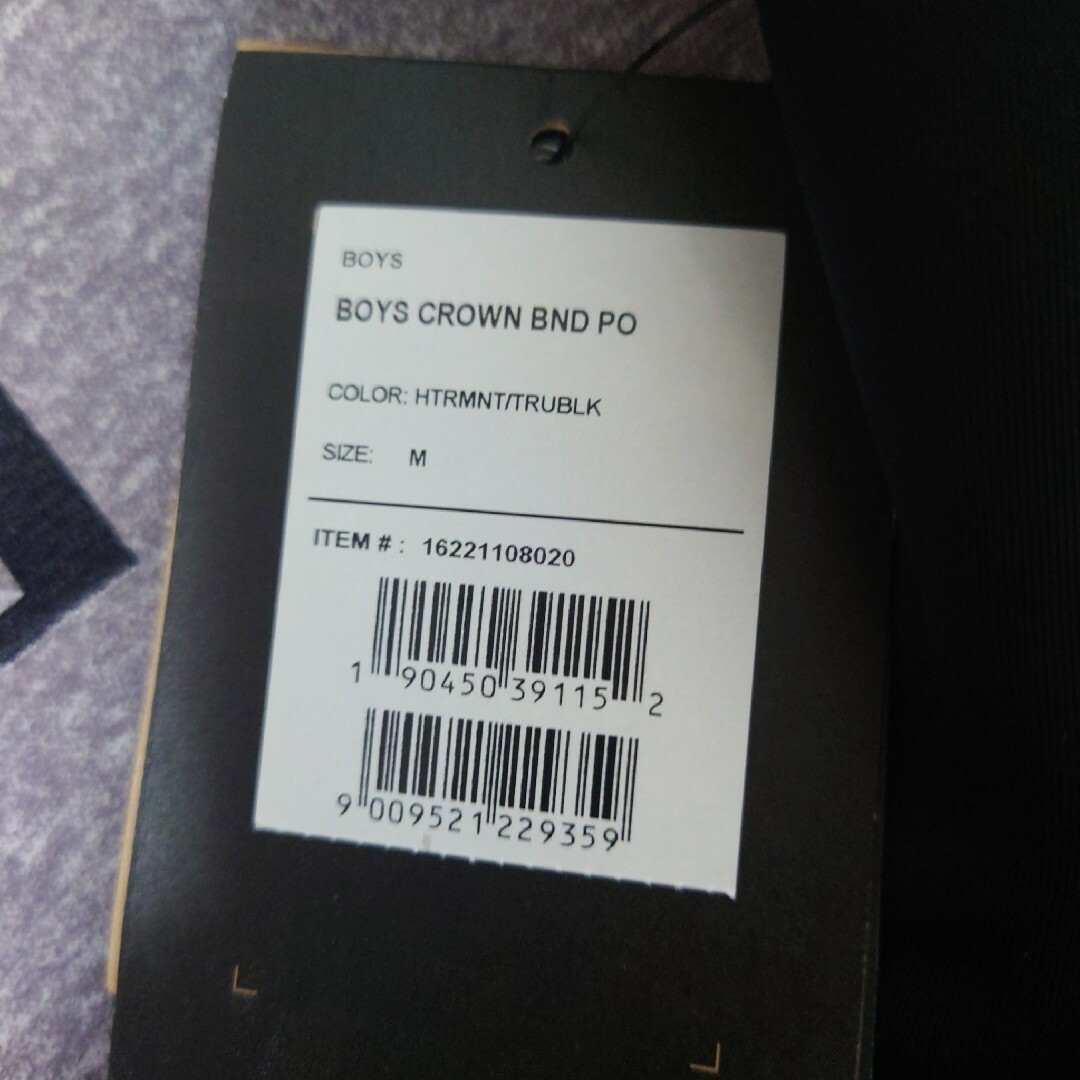 BOYS
BOYS CROWN BND PO
COLOR: HTRMNT/TRUBLK
SIZE: M
ITEM # : 16221108020
1 90450 39115 2
9 009521 229359